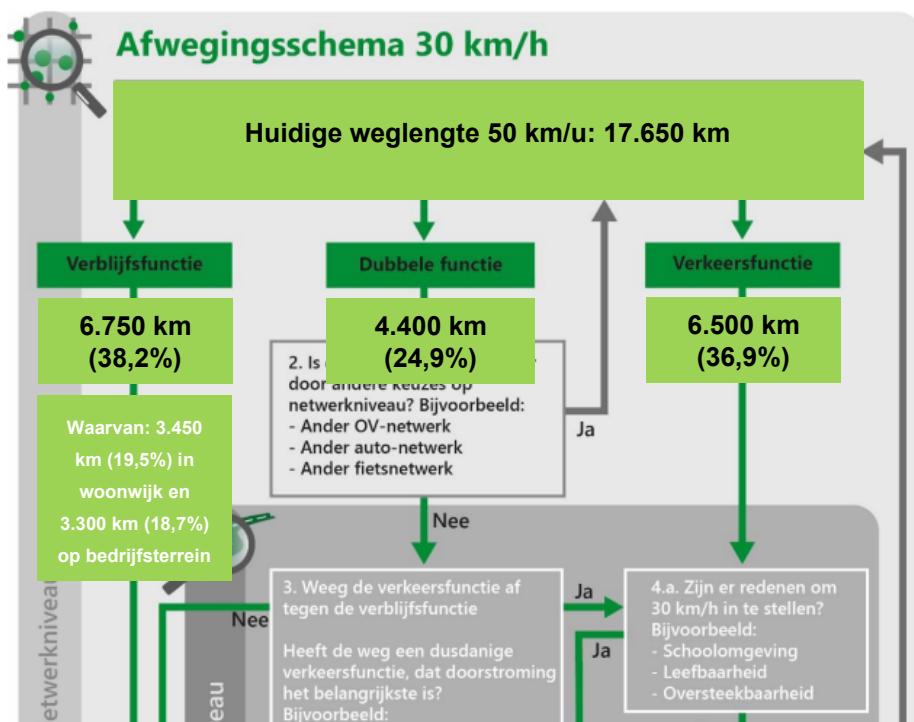 Afwegingsschema 30 km/h
Huidige weglengte 50 km/u: 17.650 km
Verblijfsfunctie
Dubbele functie
Verkeersfunctie
6.750 km
(38,2%)
4.400 km
(24,9%)
6.500 km
(36,9%)
Waarvan: 3.450
km (19,5%) in
woonwijk en
3.300 km (18,7%)
op bedrijfsterrein
2. Is
door andere keuzes op
netwerkniveau? Bijvoorbeeld:
- Ander OV-netwerk
- Ander auto-netwerk
- Ander fietsnetwerk
Ja
Nee
3. Weeg de verkeersfunctie af
tegen de verblijfsfunctie
Heeft de weg een dusdanige
verkeersfunctie, dat doorstroming
het belangrijkste is?
Bijvoorbeeld:
Nee
Ja
4.a. Zijn er redenen om
30 km/h in te stellen?
Bijvoorbeeld:
- Schoolomgeving
- Leefbaarheid
- Oversteekbaarheid
Ja
etwerkniveau
eau